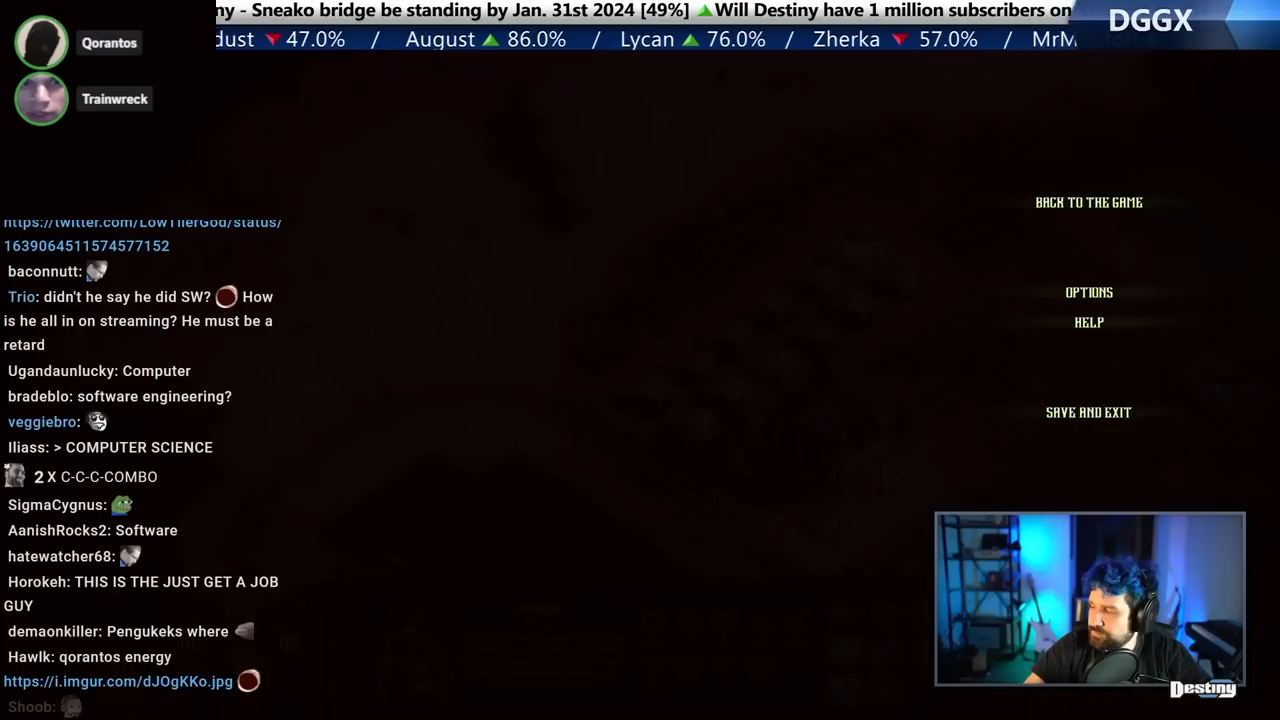 ny - Sneako bridge be standing by Jan. 31st 2024 [49%] Will Destiny have 1 million subscribers on
DGGX
dust 47.0% / August 86.0% / Lycan 76.0% / Zherka 57.0% / MrM
Qorantos
Trainwreck
https://twitter.com/LowTierGod/status/
1639064511574577152
baconnutt:
Trio: didn't he say he did SW? How
is he all in on streaming? He must be a
retard
Ugandaunlucky: Computer
bradeblo: software engineering?
veggiebro:
Iliass: > COMPUTER SCIENCE
2 X C-C-C-COMBO
SigmaCygnus:
AanishRocks2: Software
hatewatcher68:
Horokeh: THIS IS THE JUST GET A JOB
GUY
demaonkiller: Pengukeks where
Hawlk: qorantos energy
https://i.imgur.com/dJOgKKo.jpg
Shoob:
BACK TO THE GAME
OPTIONS
HELP
SAVE AND EXIT
Destiny